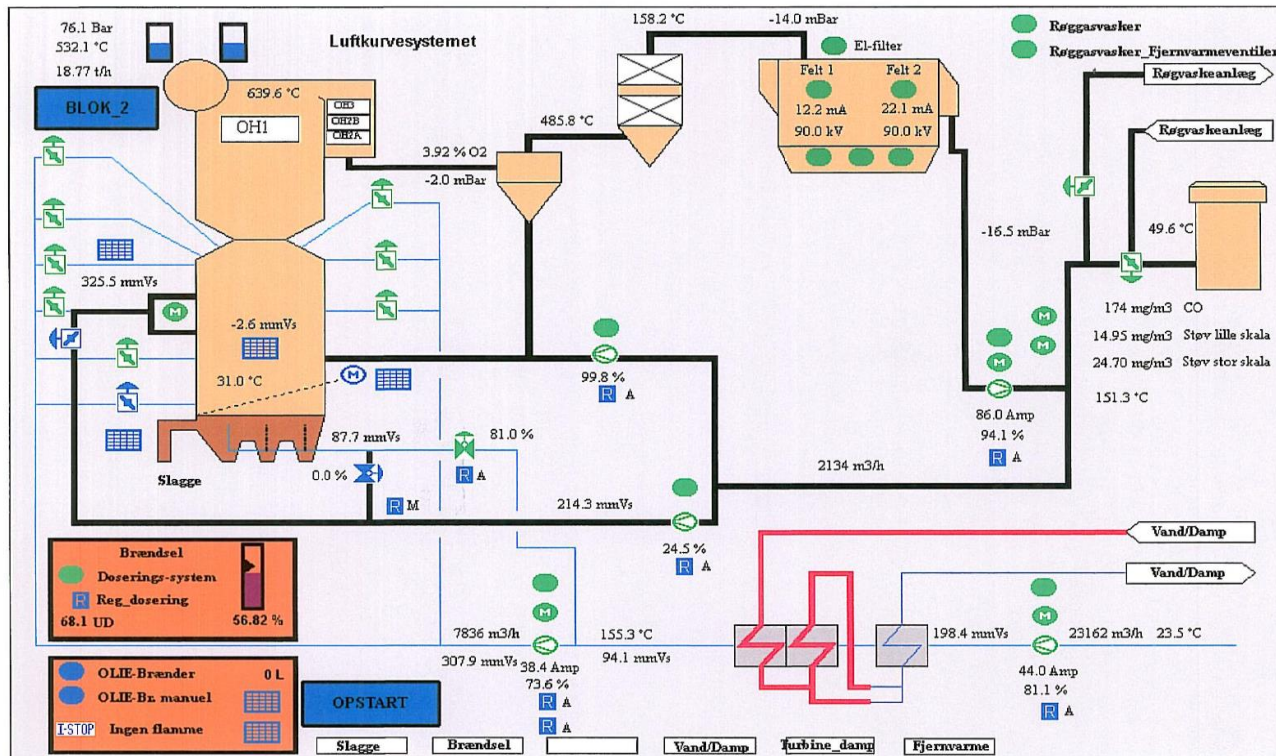 76.1 Bar
532.1 °C
18.77 t/h
BLOK_2
Luftkurvesystemet
639.6 °C
OH1
OH3
OH2B
OH2A
3.92 % O2
-2.0 mBar
485.8 °C
158.2 °C
-14.0 mBar
El-filter
Felt 1
Felt 2
12.2 mA
22.1 mA
90.0 kV
90.0 kV
Røggasvasker
Røggasvasker_Fjernvarmeventiler
Røgvaskeanlæg
Røgvaskeanlæg
-16.5 mBar
49.6 °C
325.5 mmVs
M
-2.6 mmVs
31.0 °C
M
99.8 %
R A
M
M
M
174 mg/m3 CO
14.95 mg/m3 Støv lille skala
24.70 mg/m3 Støv stor skala
151.3 °C
86.0 Amp
94.1 %
R A
Slagge
87.7 mmVs
81.0 %
0.0 %
R A
R M
214.3 mmVs
2134 m3/h
24.5 %
R A
Vand/Damp
Vand/Damp
Brændsel
Doserings-system
R Reg_dosering
68.1 UD
56.82 %
OLIE-Brænder
0 L
OLIE-Br. manuel
I-STOP
Ingen flamme
OPSTART
7836 m3/h
307.9 mmVs
M
38.4 Amp
73.6 %
R A
R A
155.3 °C
94.1 mmVs
198.4 mmVs
M
23162 m3/h
23.5 °C
44.0 Amp
81.1 %
R A
Slagge
Brændsel
Vand/Damp
Turbine_damp
Fjernvarme